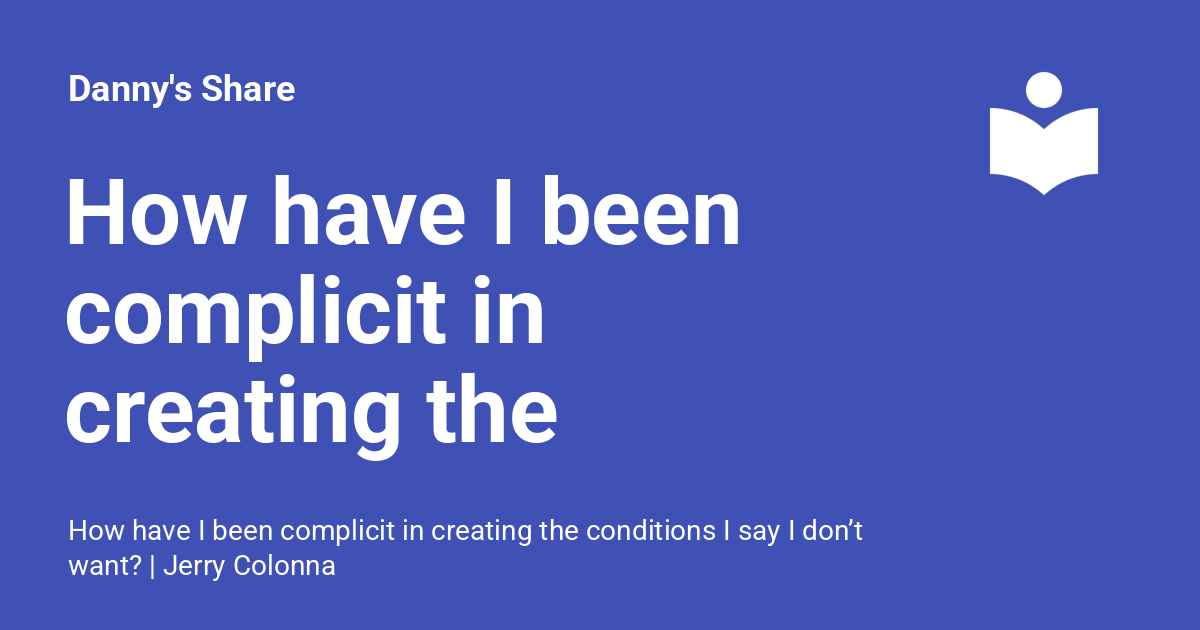 Danny's Share
How have I been
complicit in
creating the
How have I been complicit in creating the conditions I say I don’t
want? | Jerry Colonna